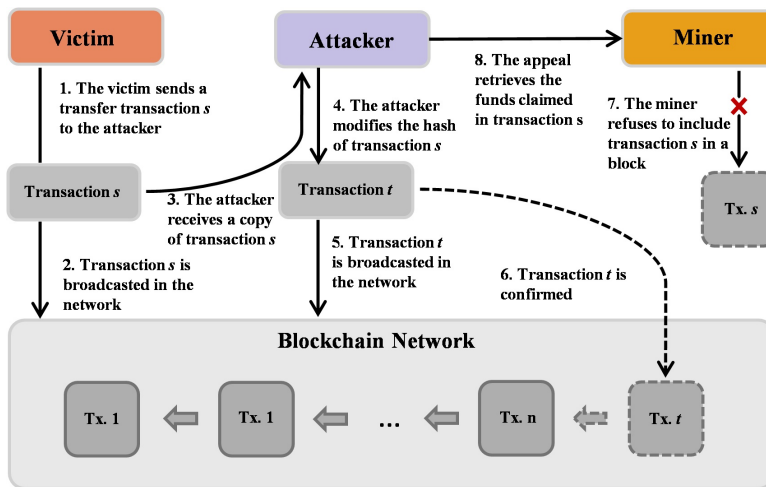 Victim
Attacker
Miner
1. The victim sends a
transfer transaction s
to the attacker
4. The attacker
modifies the hash
of transaction s
8. The appeal
retrieves the
funds claimed
in transaction s
7. The miner
refuses to include
transaction s in a
block
Transaction s
3. The attacker
receives a copy
of transaction s
Transaction t
Tx. s
2. Transaction s is
broadcasted in the
network
5. Transaction t
is broadcasted in
the network
6. Transaction t is
confirmed
Blockchain Network
Tx. 1
Tx. 1
...
Tx. n
Tx. t